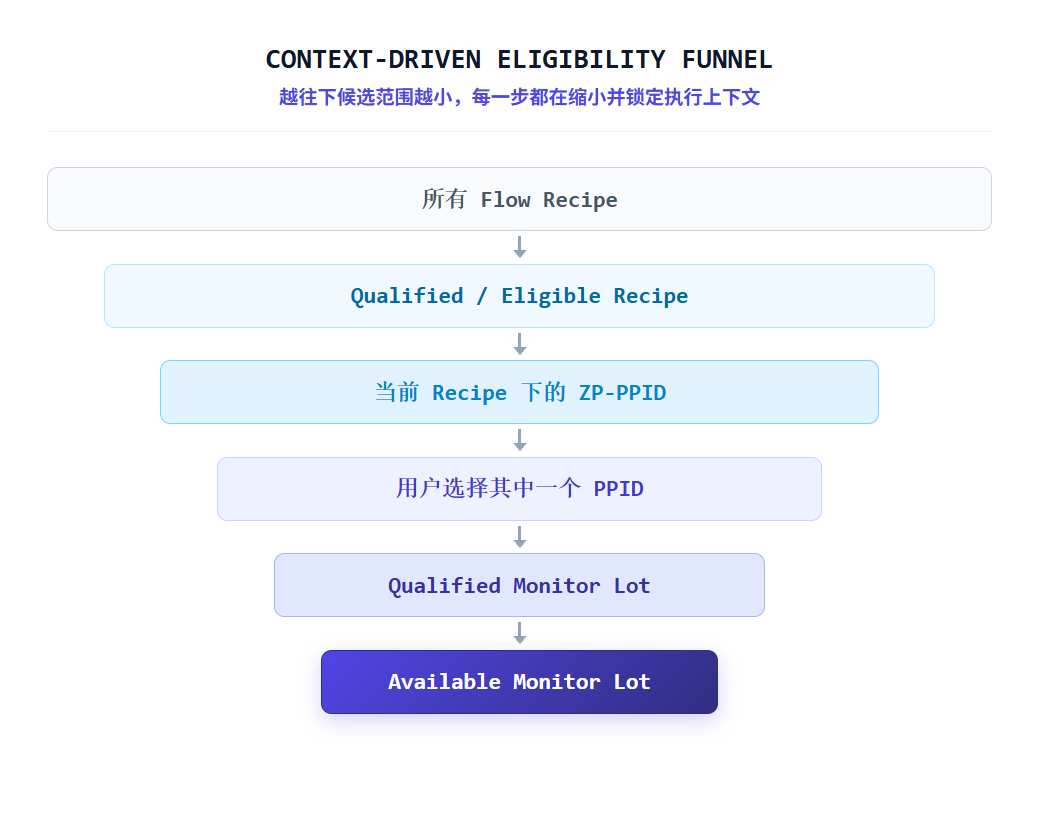 CONTEXT-DRIVEN ELIGIBILITY FUNNEL
越往下候选范围越小，每一步都在缩小并锁定执行上下文
所有 Flow Recipe
Qualified / Eligible Recipe
当前 Recipe 下的 ZP-PPID
用户选择其中一个 PPID
Qualified Monitor Lot
Available Monitor Lot